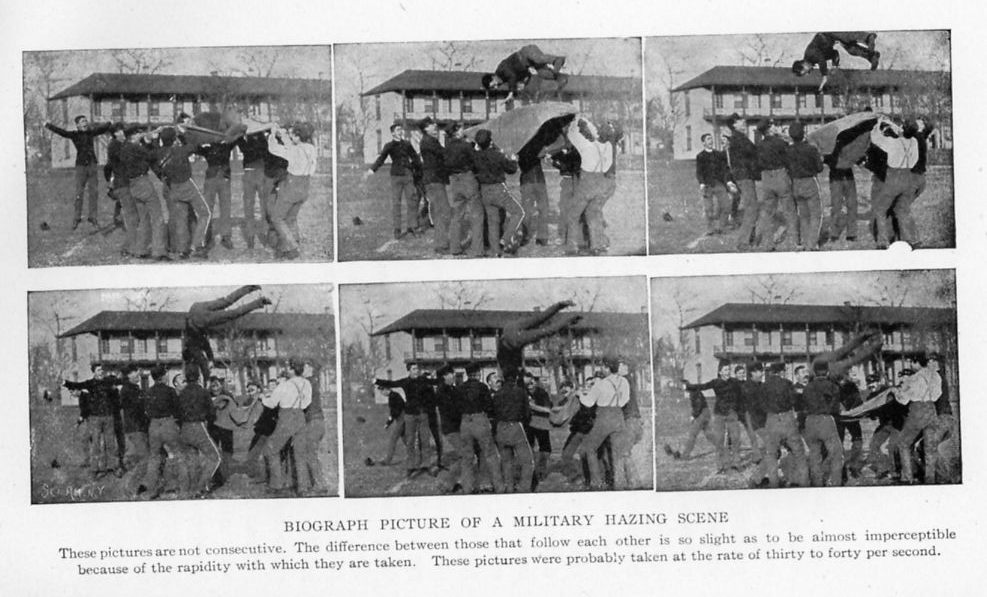 BIOGRAPH PICTURE OF A MILITARY HAZING SCENE
These pictures are not consecutive. The difference between those that follow each other is so slight as to be almost imperceptible
because of the rapidity with which they are taken. These pictures were probably taken at the rate of thirty to forty per second.